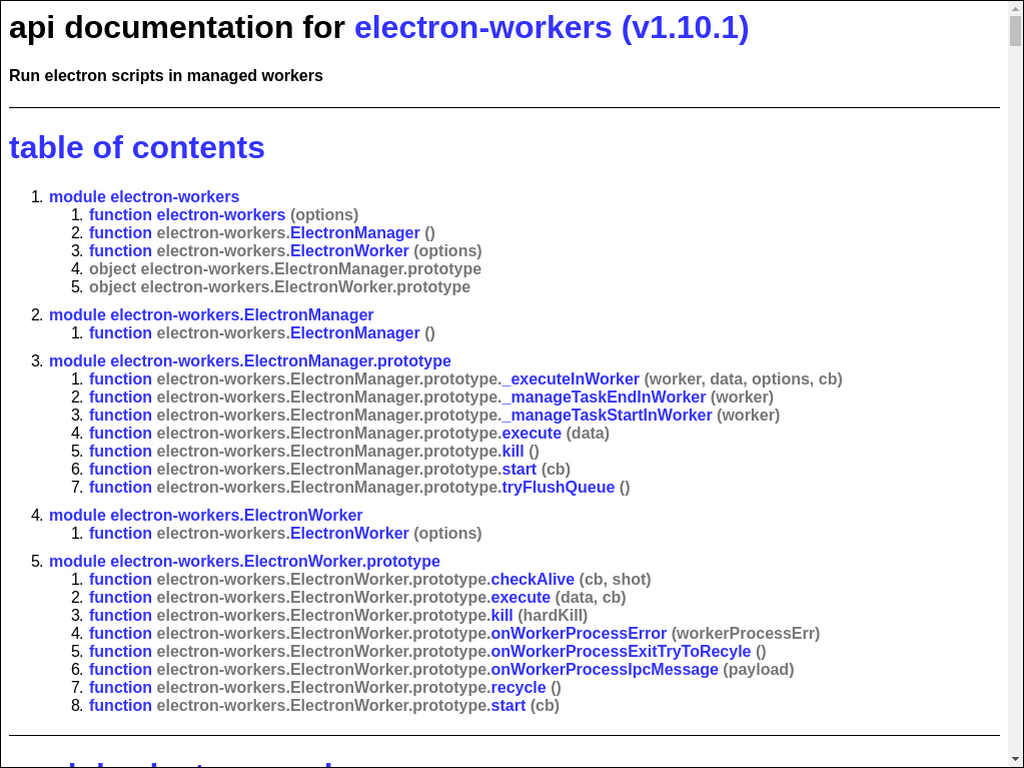 api documentation for electron-workers (v1.10.1)
Run electron scripts in managed workers
table of contents
1. module electron-workers
1. function electron-workers (options)
2. function electron-workers.ElectronManager ()
3. function electron-workers.ElectronWorker (options)
4. object electron-workers.ElectronManager.prototype
5. object electron-workers.ElectronWorker.prototype
2. module electron-workers.ElectronManager
1. function electron-workers.ElectronManager ()
3. module electron-workers.ElectronManager.prototype
1. function electron-workers.ElectronManager.prototype._executeInWorker (worker, data, options, cb)
2. function electron-workers.ElectronManager.prototype._manageTaskEndInWorker (worker)
3. function electron-workers.ElectronManager.prototype._manageTaskStartInWorker (worker)
4. function electron-workers.ElectronManager.prototype.execute (data)
5. function electron-workers.ElectronManager.prototype.kill ()
6. function electron-workers.ElectronManager.prototype.start (cb)
7. function electron-workers.ElectronManager.prototype.tryFlushQueue ()
4. module electron-workers.ElectronWorker
1. function electron-workers.ElectronWorker (options)
5. module electron-workers.ElectronWorker.prototype
1. function electron-workers.ElectronWorker.prototype.checkAlive (cb, shot)
2. function electron-workers.ElectronWorker.prototype.execute (data, cb)
3. function electron-workers.ElectronWorker.prototype.kill (hardKill)
4. function electron-workers.ElectronWorker.prototype.onWorkerProcessError (workerProcessErr)
5. function electron-workers.ElectronWorker.prototype.onWorkerProcessExitTryToRecyle ()
6. function electron-workers.ElectronWorker.prototype.onWorkerProcessIpcMessage (payload)
7. function electron-workers.ElectronWorker.prototype.recycle ()
8. function electron-workers.ElectronWorker.prototype.start (cb)